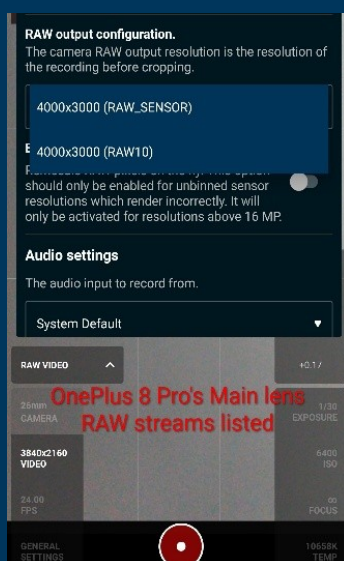 RAW output configuration.
The camera RAW output resolution is the resolution of
the recording before cropping.
4000x3000 (RAW_SENSOR)
4000x3000 (RAW10)
should only be enabled for unbinned sensor
resolutions which render incorrectly. It will
only be activated for resolutions above 16 MP.
Audio settings
The audio input to record from.
System Default
RAW VIDEO
+0.17
OnePlus 8 Pro's Main lens
RAW streams listed
26mm
CAMERA
1/30
EXPOSURE
3840x2160
VIDEO
6400
ISO
24.00
FPS
∞
FOCUS
GENERAL
SETTINGS
10658K
TEMP